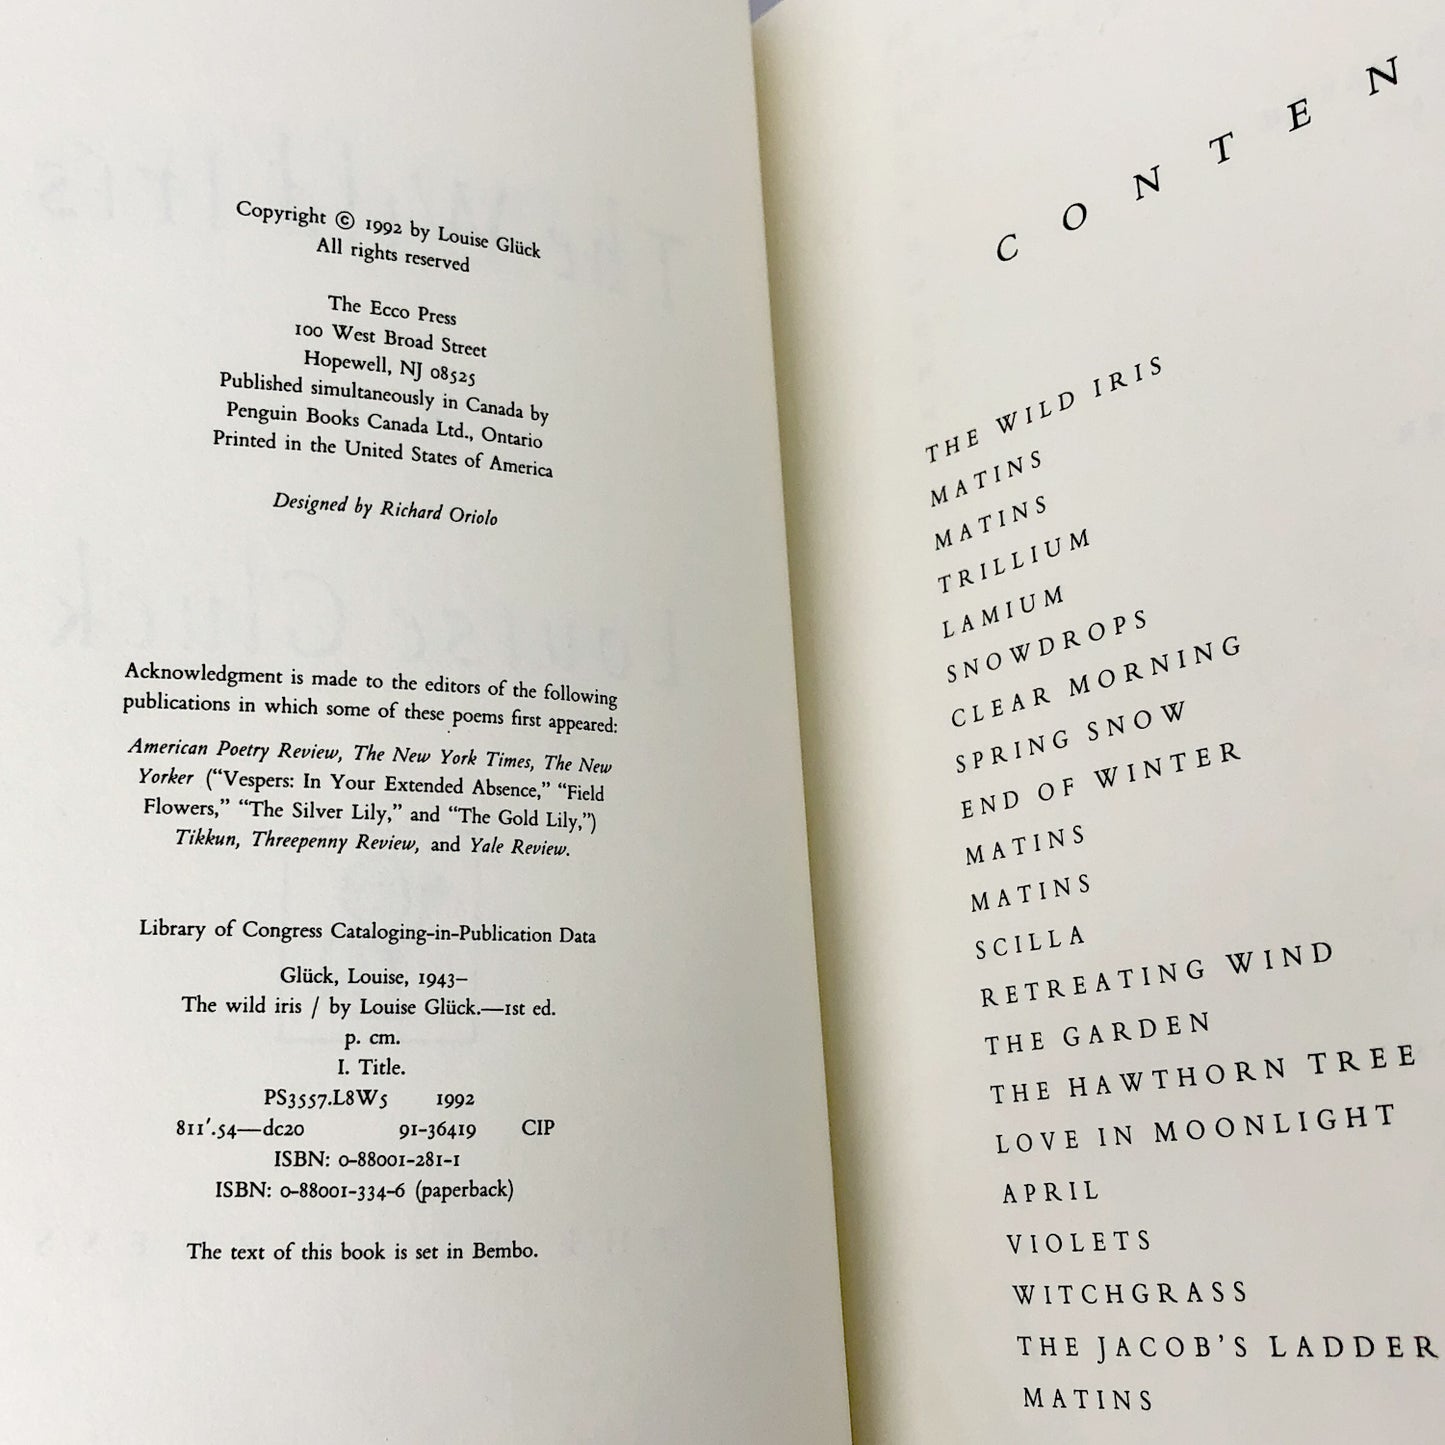 Copyright © 1992 by Louise Glück
All rights reserved
The Ecco Press
100 West Broad Street
Hopewell, NJ 08525
Published simultaneously in Canada by
Penguin Books Canada Ltd., Ontario
Printed in the United States of America
Designed by Richard Oriolo
Acknowledgment is made to the editors of the following
publications in which some of these poems first appeared:
American Poetry Review, The New York Times, The New
Yorker (“Vespers: In Your Extended Absence,” “Field
Flowers,” “The Silver Lily,” and “The Gold Lily,”)
Tikkun, Threepenny Review, and Yale Review.
Library of Congress Cataloging-in-Publication Data
Glück, Louise, 1943–
The wild iris / by Louise Glück.—1st ed.
p. cm.
I. Title.
PS3557.L8W5 1992
811′.54—dc20 91-36419 CIP
ISBN: 0-88001-281-1
ISBN: 0-88001-334-6 (paperback)
The text of this book is set in Bembo.
CONTEN
THE WILD IRIS
MATINS
MATINS
TRILLIUM
LAMIUM
SNOWDROPS
CLEAR MORNING
SPRING SNOW
END OF WINTER
MATINS
MATINS
SCILLA
RETREATING WIND
THE GARDEN
THE HAWTHORN TREE
LOVE IN MOONLIGHT
APRIL
VIOLETS
WITCHGRASS
THE JACOB’S LADDER
MATINS